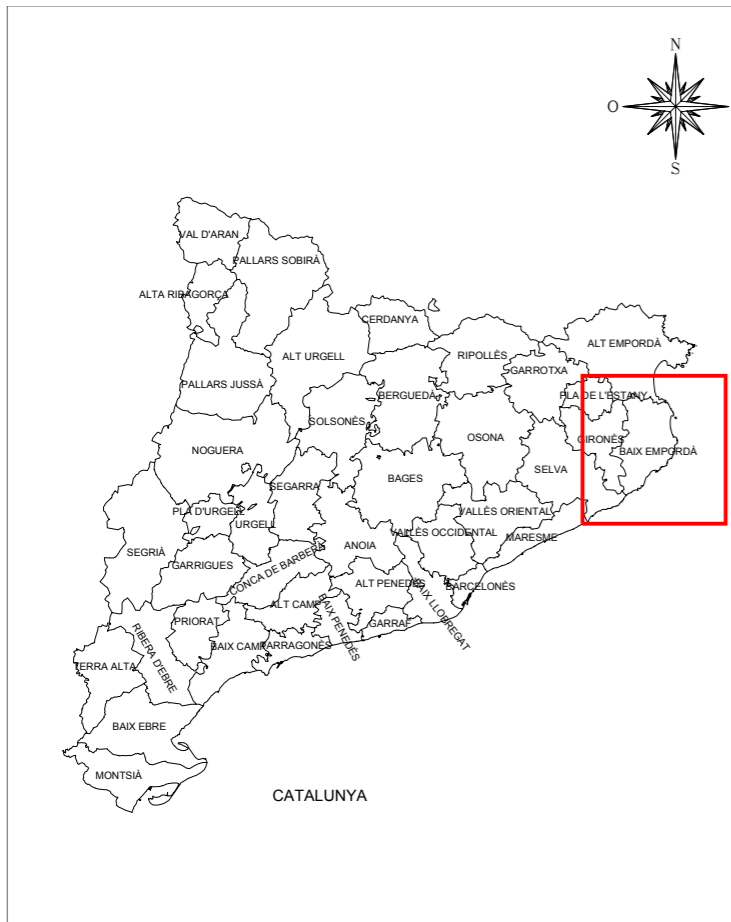 N
O
S
VAL D'ARAN
PALLARS SOBIRÀ
ALTA RIBAGORÇA
CERDANYA
ALT EMPORDÀ
ALT URGELL
RIPOLLÈS
GARROTXA
PALLARS JUSSÀ
BERGUEDÀ
PLA DE L'ESTANY
SOLSONÈS
OSONA
GIRONÈS
NOGUERA
BAIX EMPORDÀ
SELVA
BAGES
SEGARRA
PLA D'URGELL
VALLÈS ORIENTAL
URGELL
VALLÈS OCCIDENTAL
MARESME
SEGRIÀ
ANOIA
GARRIGUES
CONCA DE BARBERÀ
ALT PENEDÈS
BARCELONÈS
BAIX LLOBREGAT
ALT CAMP
BAIX PENEDÈS
PRIORAT
GARRAF
RIBERA D'EBRE
BAIX CAMP
TARRAGONÈS
TERRA ALTA
BAIX EBRE
MONTSIÀ
CATALUNYA